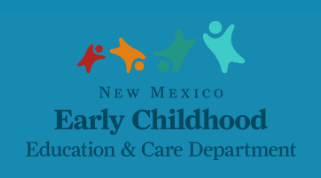 New Mexico
Early Childhood
Education & Care Department